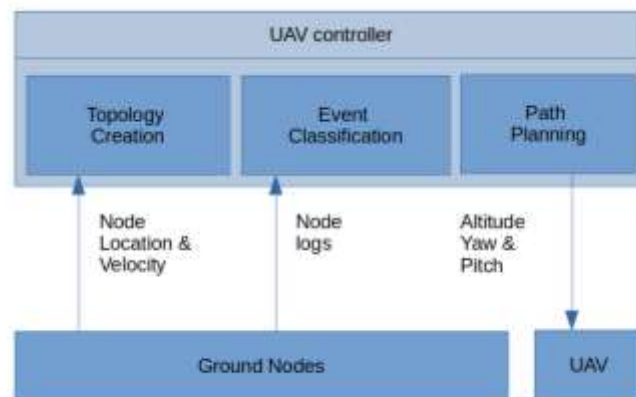 UAV controller
Topology
Creation
Event
Classification
Path
Planning
Node
Location &
Velocity
Node
logs
Altitude
Yaw &
Pitch
Ground Nodes
UAV